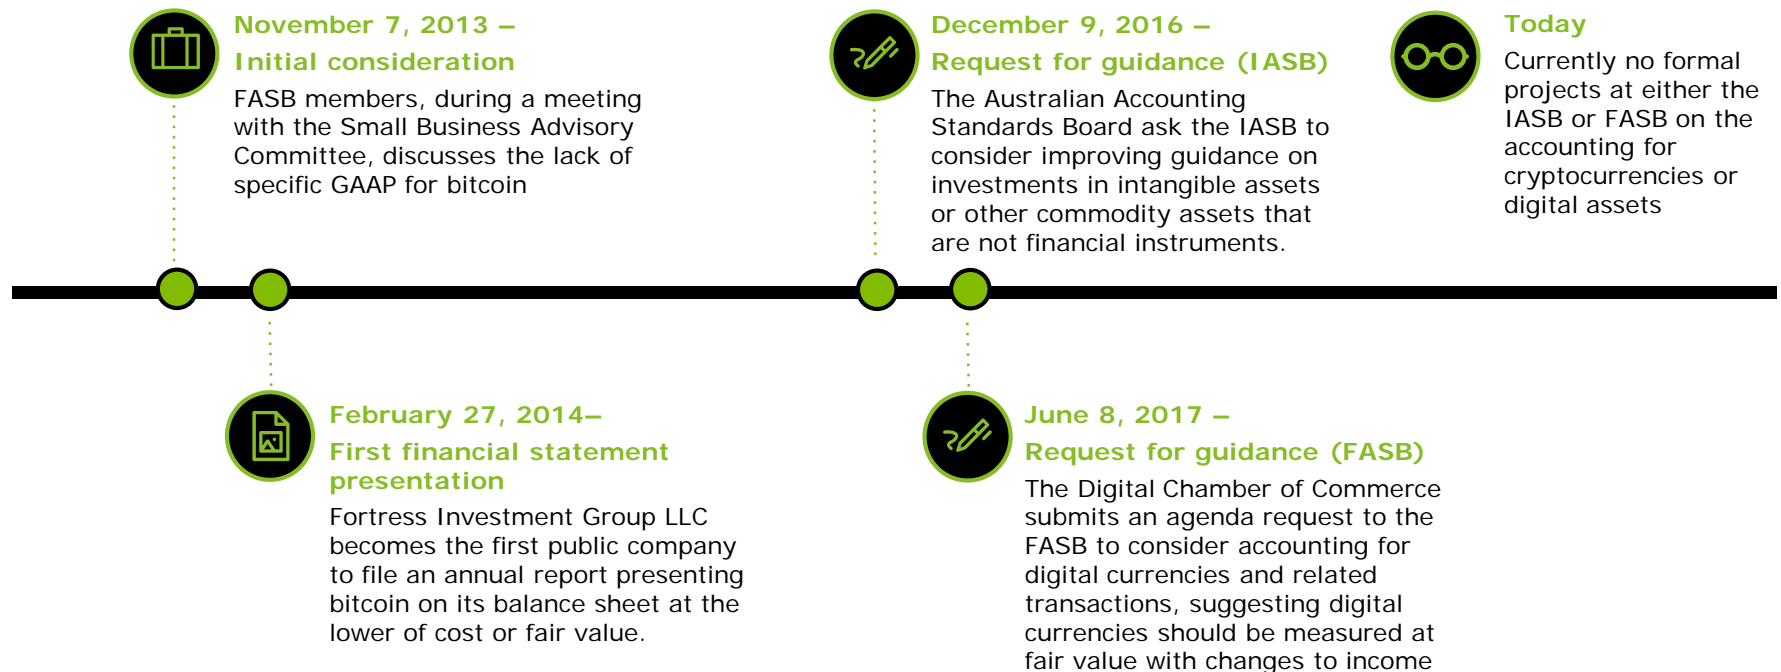 November 7, 2013 –
Initial consideration
FASB members, during a meeting
with the Small Business Advisory
Committee, discusses the lack of
specific GAAP for bitcoin
December 9, 2016 –
Request for guidance (IASB)
The Australian Accounting
Standards Board ask the IASB to
consider improving guidance on
investments in intangible assets
or other commodity assets that
are not financial instruments.
Today
Currently no formal
projects at either the
IASB or FASB on the
accounting for
cryptocurrencies or
digital assets
February 27, 2014–
First financial statement
presentation
Fortress Investment Group LLC
becomes the first public company
to file an annual report presenting
bitcoin on its balance sheet at the
lower of cost or fair value.
June 8, 2017 –
Request for guidance (FASB)
The Digital Chamber of Commerce
submits an agenda request to the
FASB to consider accounting for
digital currencies and related
transactions, suggesting digital
currencies should be measured at
fair value with changes to income